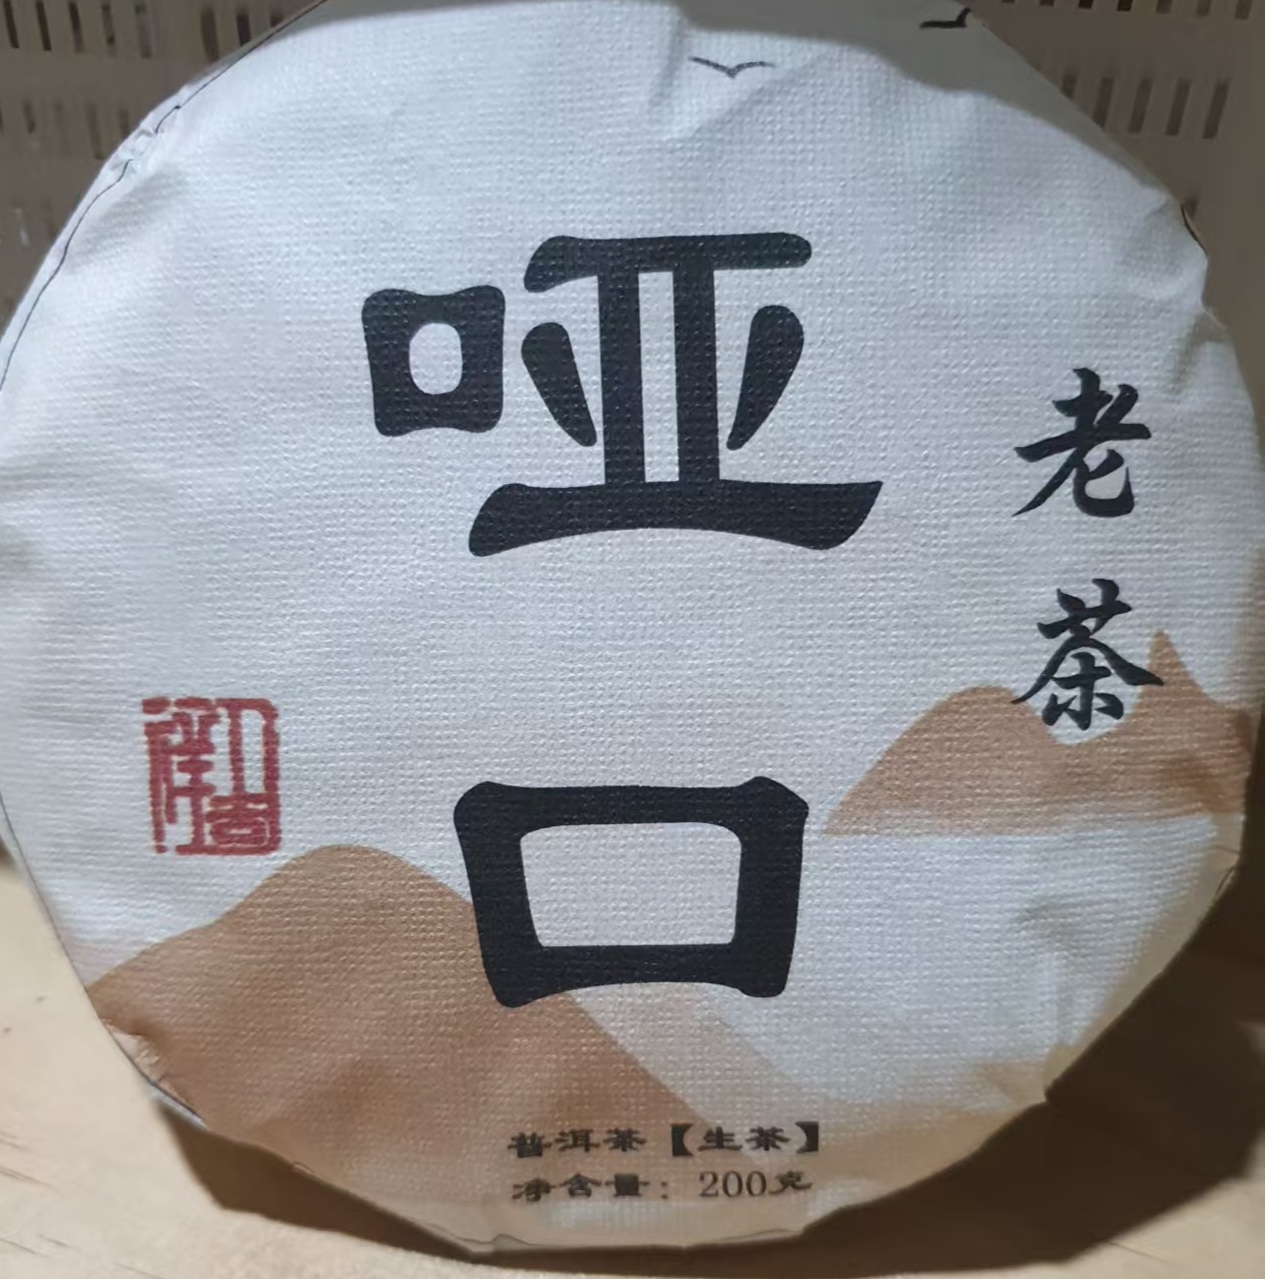 哑口
老茶
普洱茶【生茶】
净含量：200克